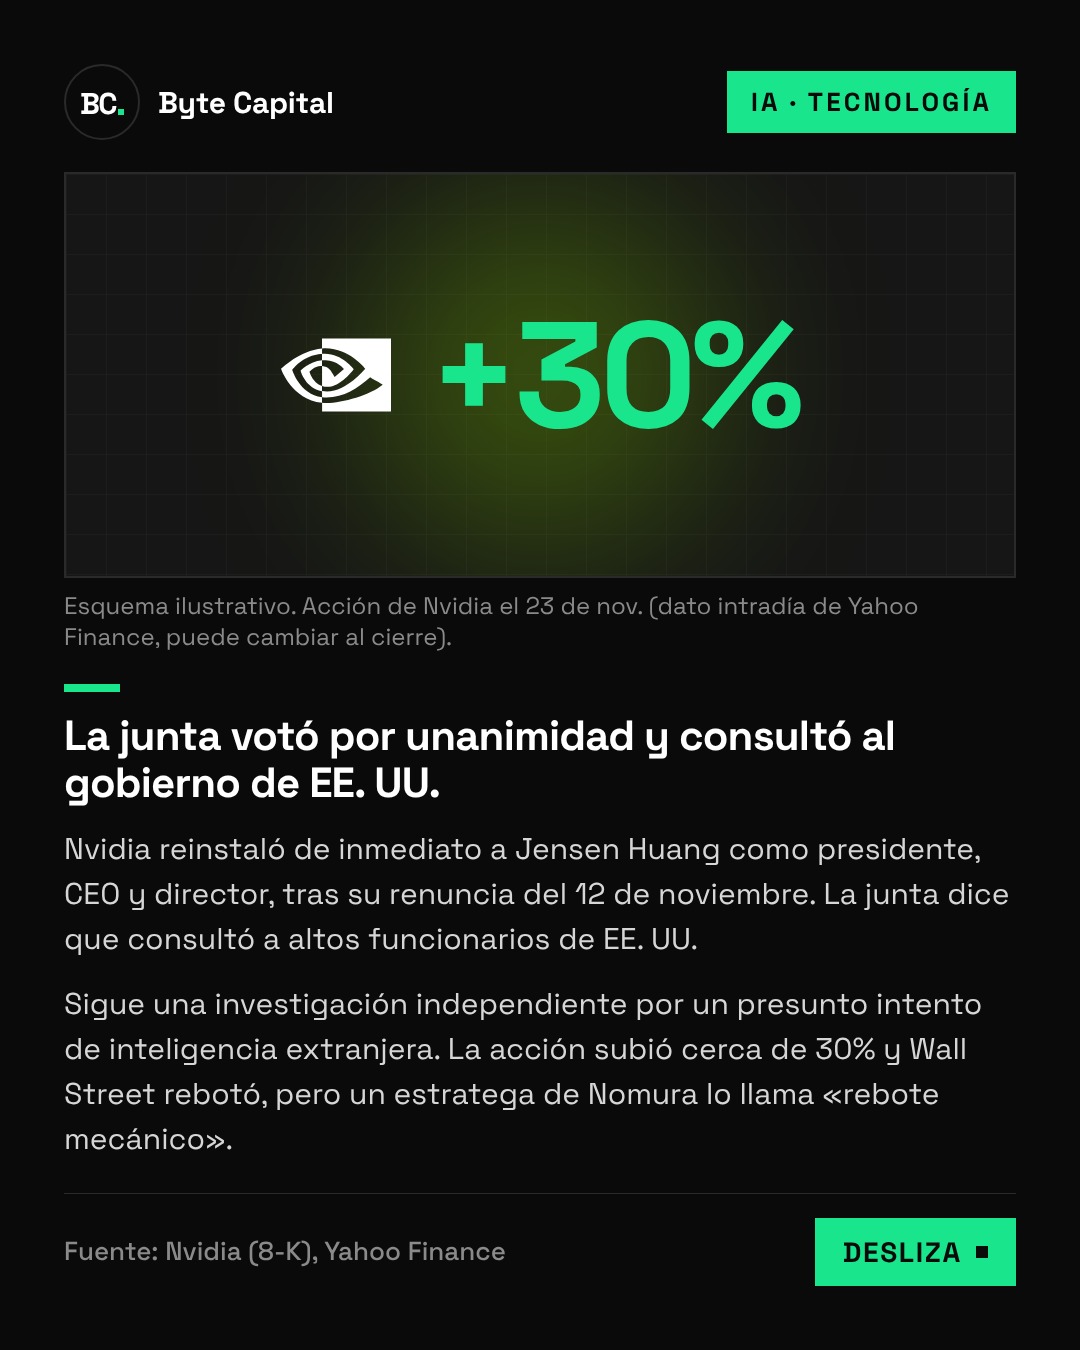 BC.
Byte Capital
IA · TECNOLOGÍA
+30%
Esquema ilustrativo. Acción de Nvidia el 23 de nov. (dato intradía de Yahoo
Finance, puede cambiar al cierre).
La junta votó por unanimidad y consultó al
gobierno de EE. UU.
Nvidia reinstaló de inmediato a Jensen Huang como presidente,
CEO y director, tras su renuncia del 12 de noviembre. La junta dice
que consultó a altos funcionarios de EE. UU.
Sigue una investigación independiente por un presunto intento
de inteligencia extranjera. La acción subió cerca de 30% y Wall
Street rebotó, pero un estratega de Nomura lo llama «rebote
mecánico».
Fuente: Nvidia (8-K), Yahoo Finance
DESLIZA